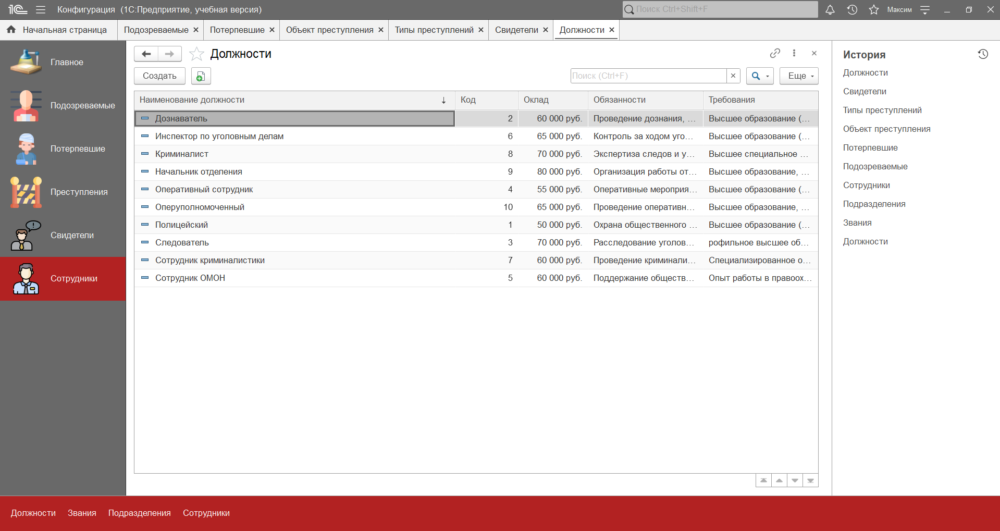 1С Конфигурация (1С:Предприятие, учебная версия) Поиск Ctrl+Shift+F Максим
Начальная страница Подозреваемые Потерпевшие Объект преступления Типы преступлений Свидетели Должности
Главное
Подозреваемые
Потерпевшие
Преступления
Свидетели
Сотрудники
Должности
Создать Поиск (Ctrl+F) Еще
Наименование должности Код Оклад Обязанности Требования
Дознаватель 2 60 000 руб. Проведение дознания, ... Высшее образование (...
Инспектор по уголовным делам 6 65 000 руб. Контроль за ходом уго... Высшее образование (...
Криминалист 8 70 000 руб. Экспертиза следов и у... Высшее специальное ...
Начальник отделения 9 80 000 руб. Организация работы от... Высшее образование, ...
Оперативный сотрудник 4 55 000 руб. Оперативные мероприя... Высшее образование (...
Оперуполномоченный 10 65 000 руб. Проведение оперативн... Высшее образование, ...
Полицейский 1 50 000 руб. Охрана общественного ... Высшее образование (...
Следователь 3 70 000 руб. Расследование уголов... рофильное высшее об...
Сотрудник криминалистики 7 60 000 руб. Проведение криминали... Специализированное о...
Сотрудник ОМОН 5 60 000 руб. Поддержание обществ... Опыт работы в правоох...
История
Должности
Свидетели
Типы преступлений
Объект преступления
Потерпевшие
Подозреваемые
Сотрудники
Подразделения
Звания
Должности
Должности Звания Подразделения Сотрудники